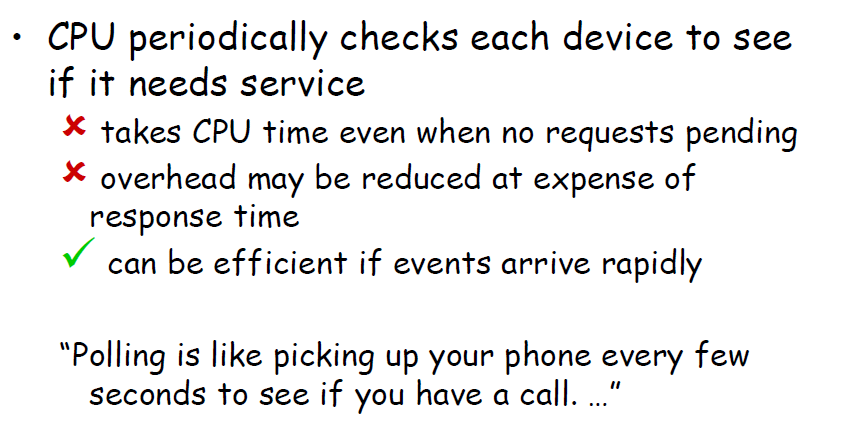 • CPU periodically checks each device to see
if it needs service
✘ takes CPU time even when no requests pending
✘ overhead may be reduced at expense of
response time
✓ can be efficient if events arrive rapidly
“Polling is like picking up your phone every few
seconds to see if you have a call. …”